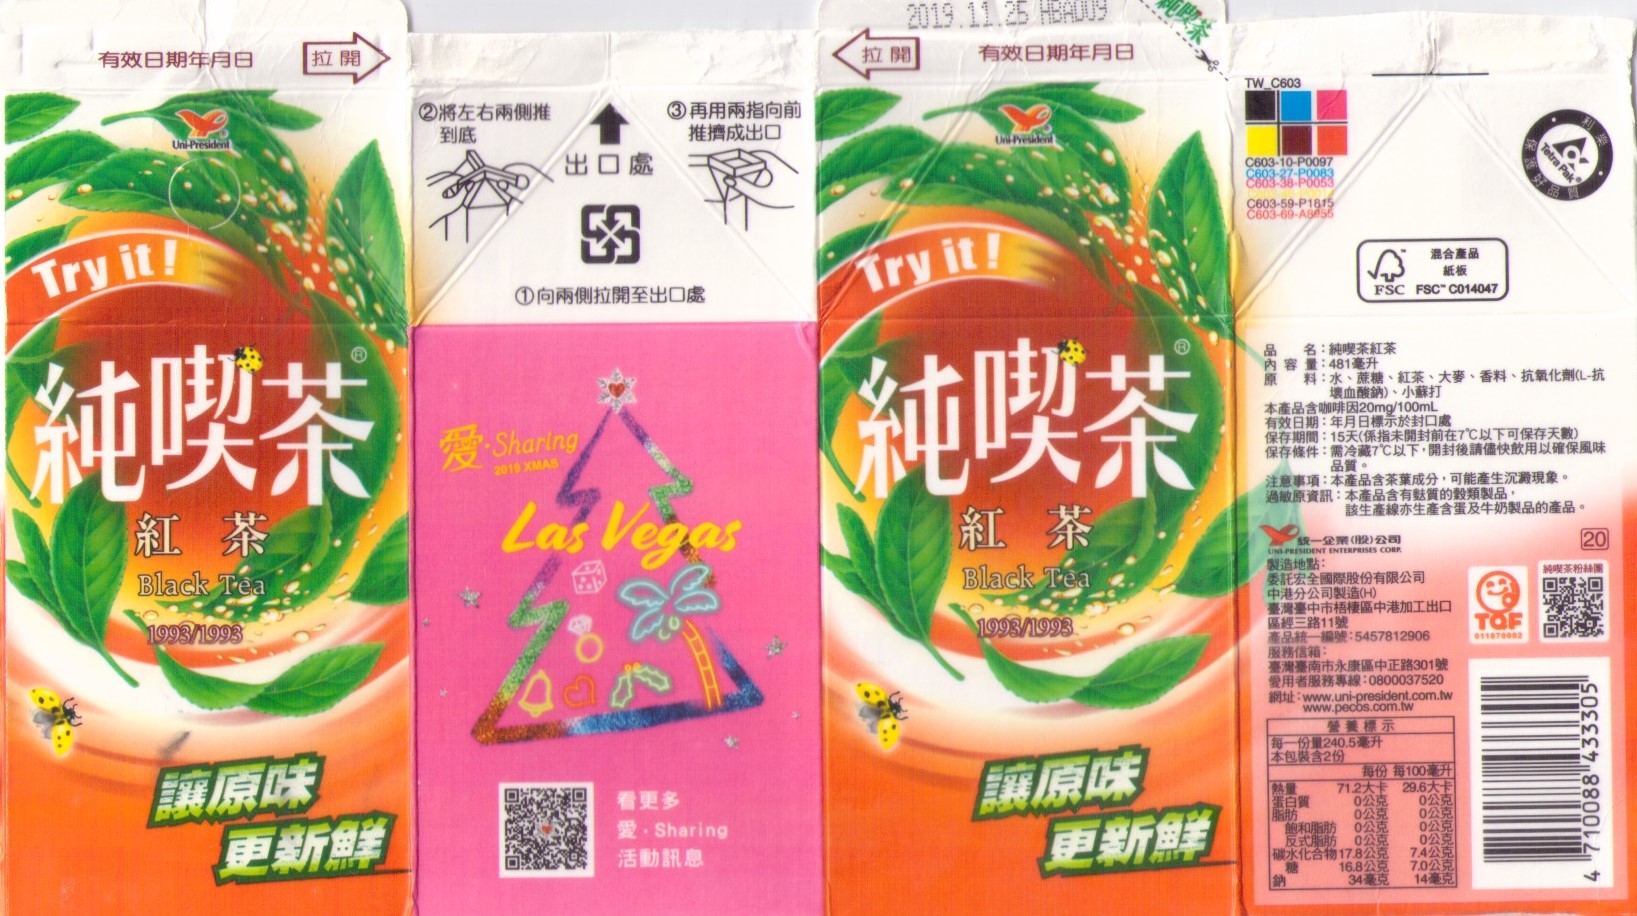 有效日期年月日
拉開
Uni-President
Try it!
純喫茶®
紅茶
Black Tea
1993/1993
讓原味
更新鮮
②將左右兩側推
到底
出口處
③再用兩指向前
推擠成出口
①向兩側拉開至出口處
愛·Sharing
2019 XMAS
Las Vegas
看更多
愛·Sharing
活動訊息
2019.11.25 HBAD09
純喫茶
拉開
有效日期年月日
Uni-President
Try it!
純喫茶®
紅茶
Black Tea
1993/1993
讓原味
更新鮮
TW_C603
C603-10-P0097
C603-27-P0083
C603-38-P0053
C603-59-P1815
C603-69-A8955
Tetra Pak®
FSC™
混合產品
紙板
FSC™ C014047
品名:純喫茶紅茶
內容量:481毫升
原料:水、蔗糖、紅茶、大麥、香料、抗氧化劑(L-抗
壞血酸鈉)、小蘇打
本產品含咖啡因20mg/100mL
有效日期:年月日標示於封口處
保存期間:15天(係指未開封前在7℃以下可保存天數)
保存條件:需冷藏7℃以下,開封後請儘快飲用以確保風味
品質。
注意事項:本產品含茶葉成分,可能產生沉澱現象。
過敏原資訊:本產品含有麩質的穀類製品,
該生產線亦生產含蛋及牛奶製品的產品。
統一企業(股)公司
UNI-PRESIDENT ENTERPRISES CORP.
20
製造地點:
委託宏全國際股份有限公司
中港分公司製造(H)
臺灣臺中市梧棲區中港加工出口
區經三路11號
產品統一編號:5457812906
服務信箱:
臺灣臺南市永康區中正路301號
愛用者服務專線:0800037520
網址:www.uni-president.com.tw
www.pecos.com.tw
純喫茶粉絲團
TQF
011878002
營養標示
每一份量240.5毫升
本包裝含2份
每份 每100毫升
熱量 71.2大卡 29.6大卡
蛋白質 0公克 0公克
脂肪 0公克 0公克
飽和脂肪 0公克 0公克
反式脂肪 0公克 0公克
碳水化合物 17.8公克 7.4公克
糖 16.8公克 7.0公克
鈉 34毫克 14毫克
4 710088 433305